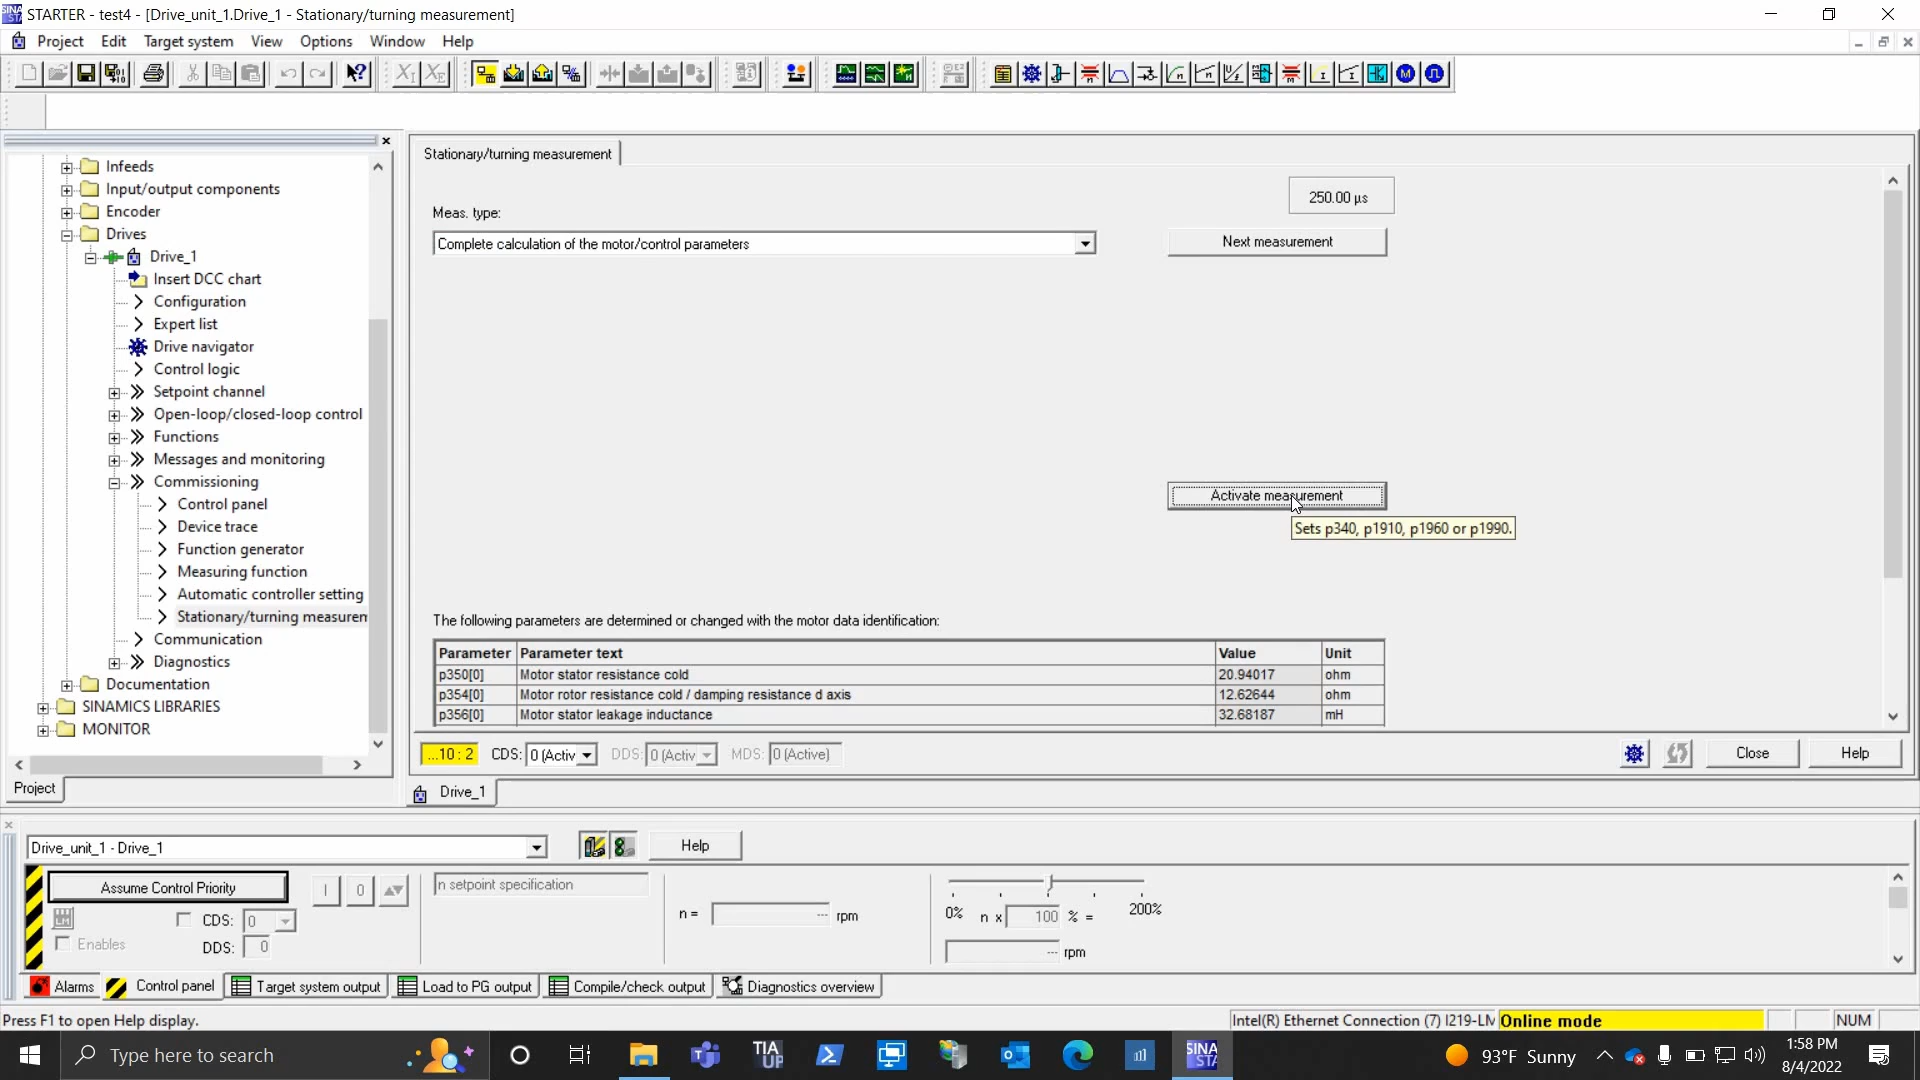 STARTER - test4 - [Drive_unit_1.Drive_1 - Stationary/turning measurement]
Project Edit Target system View Options Window Help
Infeeds
Input/output components
Encoder
Drives
Drive_1
Insert DCC chart
Configuration
Expert list
Drive navigator
Control logic
Setpoint channel
Open-loop/closed-loop control
Functions
Messages and monitoring
Commissioning
Control panel
Device trace
Function generator
Measuring function
Automatic controller setting
Stationary/turning measurem
Communication
Diagnostics
Documentation
SINAMICS LIBRARIES
MONITOR
Project
Stationary/turning measurement
250.00 µs
Meas. type:
Complete calculation of the motor/control parameters
Next measurement
Activate measurement
Sets p340, p1910, p1960 or p1990.
The following parameters are determined or changed with the motor data identification:
Parameter Parameter text Value Unit
p350[0] Motor stator resistance cold 20.94017 ohm
p354[0] Motor rotor resistance cold / damping resistance d axis 12.62644 ohm
p356[0] Motor stator leakage inductance 32.68187 mH
...10 : 2 CDS: 0 (Activ DDS: 0 (Activ MDS: 0 (Active) Close Help
Drive_1
Drive_unit_1 - Drive_1 Help
Assume Control Priority I 0 n setpoint specification
CDS: 0 n = --- rpm 0% n x 100 % = 200%
Enables DDS: 0 --- rpm
Alarms Control panel Target system output Load to PG output Compile/check output Diagnostics overview
Press F1 to open Help display. Intel(R) Ethernet Connection (7) I219-LM Online mode NUM
Type here to search TIA UP SINA STA 93°F Sunny 1:58 PM
8/4/2022